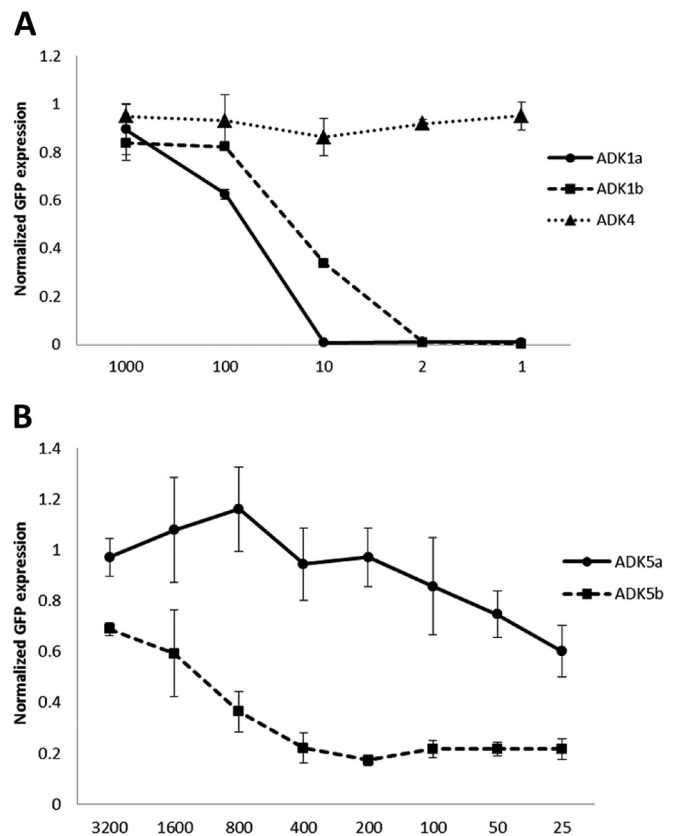 A
1.2
1
0.8
0.6
0.4
0.2
0
Normalized GFP expression
1000 100 10 2 1
ADK1a
ADK1b
ADK4
B
1.4
1.2
1
0.8
0.6
0.4
0.2
0
Normalized GFP expression
3200 1600 800 400 200 100 50 25
ADK5a
ADK5b